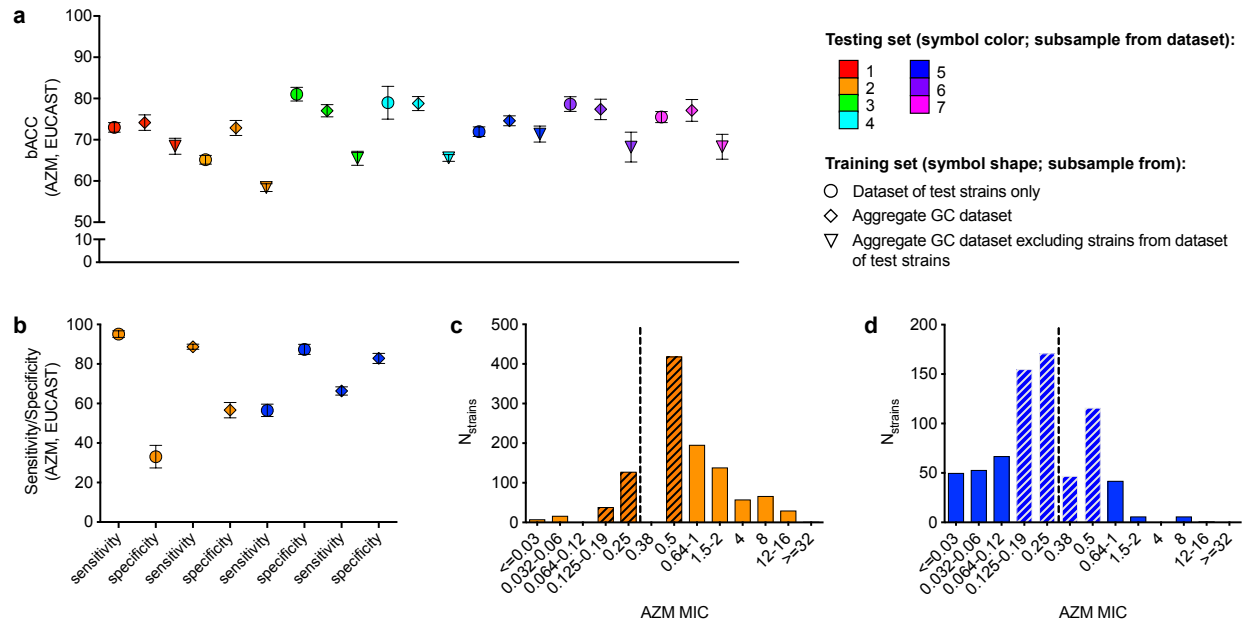 a
bACC
(AZM, EUCAST)
100
90
80
70
60
50
10
0
Testing set (symbol color; subsample from dataset):
1
2
3
4
5
6
7
Training set (symbol shape; subsample from):
Dataset of test strains only
Aggregate GC dataset
Aggregate GC dataset excluding strains from dataset
of test strains
b
Sensitivity/Specificity
(AZM, EUCAST)
100
80
60
40
20
0
sensitivity
specificity
sensitivity
specificity
sensitivity
specificity
sensitivity
specificity
c
Nstrains
500
400
300
200
100
0
<=0.03
0.032-0.06
0.064-0.12
0.125-0.19
0.25
0.38
0.5
0.64-1
1.5-2
4
8
12-16
>=32
AZM MIC
d
Nstrains
200
150
100
50
0
<=0.03
0.032-0.06
0.064-0.12
0.125-0.19
0.25
0.38
0.5
0.64-1
1.5-2
4
8
12-16
>=32
AZM MIC